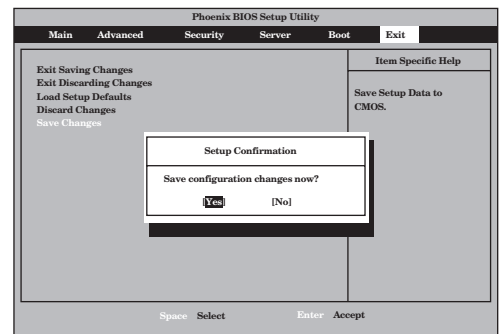 Phoenix BIOS Setup Utility
Main Advanced Security Server Boot Exit
Exit Saving Changes
Exit Discarding Changes
Load Setup Defaults
Discard Changes
Save Changes
Item Specific Help
Save Setup Data to
CMOS.
Setup Confirmation
Save configuration changes now?
[Yes] [No]
Space Select Enter Accept